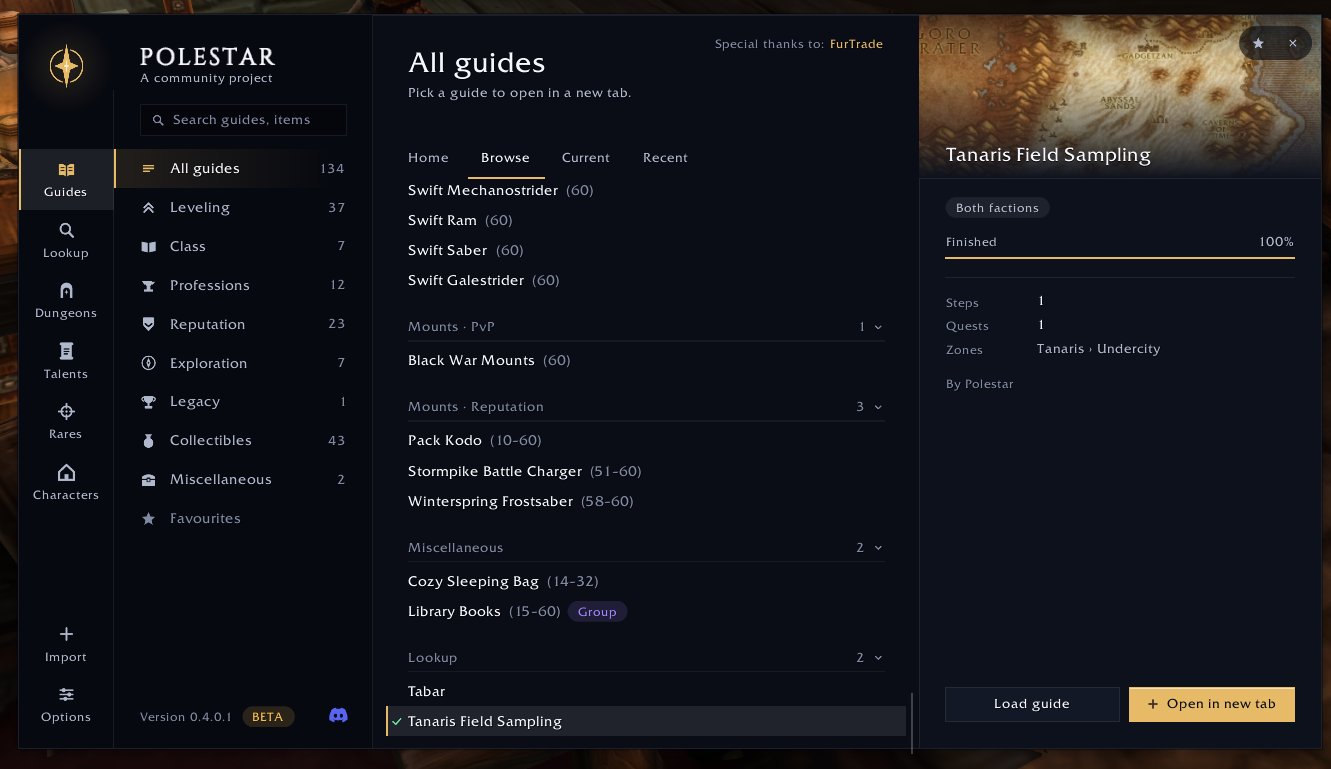 POLESTAR
A community project
Search guides, items
Guides
Lookup
Dungeons
Talents
Rares
Characters
Import
Options
All guides 134
Leveling 37
Class 7
Professions 12
Reputation 23
Exploration 7
Legacy 1
Collectibles 43
Miscellaneous 2
Favourites
Version 0.4.0.1 BETA
Special thanks to: FurTrade
All guides
Pick a guide to open in a new tab.
Home Browse Current Recent
Swift Mechanostrider (60)
Swift Ram (60)
Swift Saber (60)
Swift Galestrider (60)
Mounts · PvP 1
Black War Mounts (60)
Mounts · Reputation 3
Pack Kodo (10-60)
Stormpike Battle Charger (51-60)
Winterspring Frostsaber (58-60)
Miscellaneous 2
Cozy Sleeping Bag (14-32)
Library Books (15-60) Group
Lookup 2
Tabar
Tanaris Field Sampling
GADGETZAN
ABYSSAL
SANDS
Tanaris Field Sampling
Both factions
Finished 100%
Steps 1
Quests 1
Zones Tanaris › Undercity
By Polestar
Load guide
+ Open in new tab